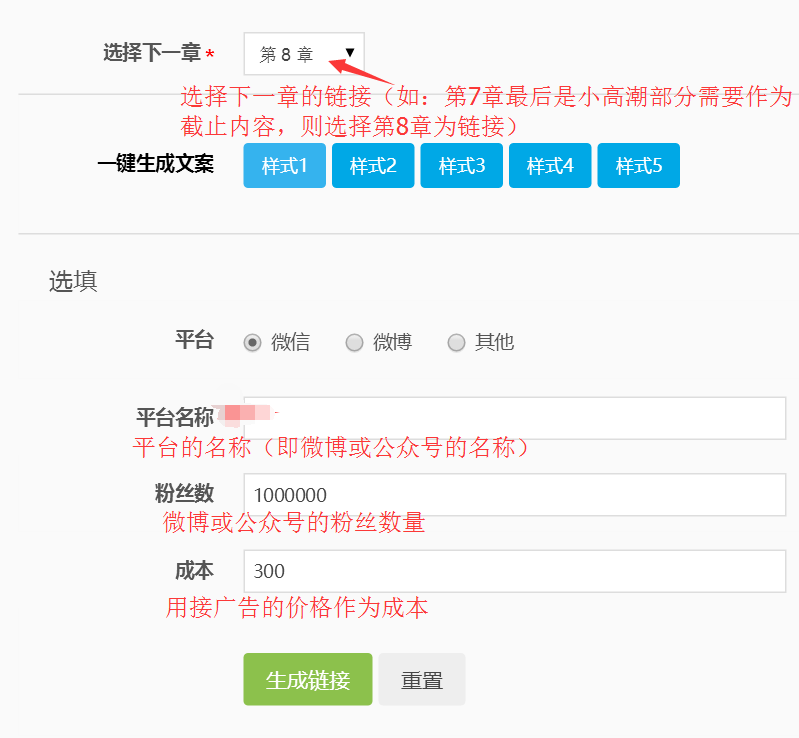 选择下一章* 第 8 章
选择下一章的链接（如：第7章最后是小高潮部分需要作为
截止内容，则选择第8章为链接）
一键生成文案 样式1 样式2 样式3 样式4 样式5
选填
平台 微信 微博 其他
平台名称
平台的名称（即微博或公众号的名称）
粉丝数 1000000
微博或公众号的粉丝数量
成本 300
用接广告的价格作为成本
生成链接 重置